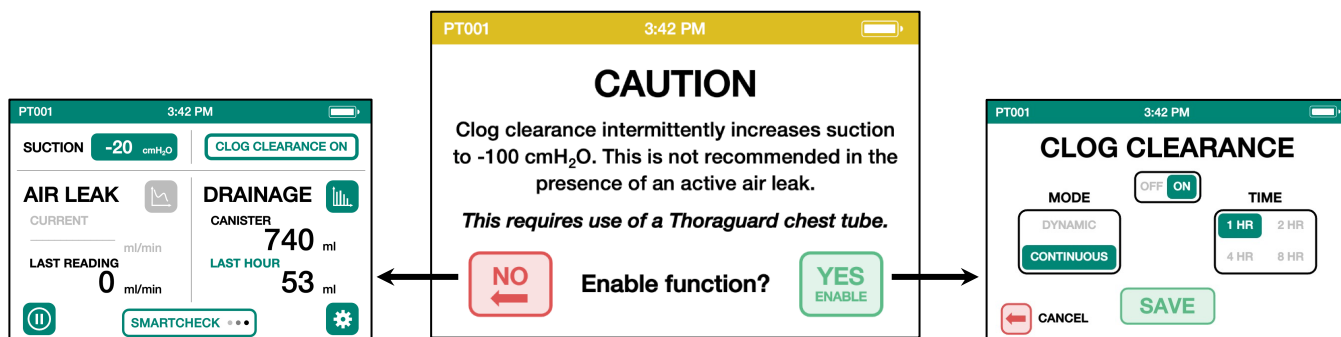 PT001 3:42 PM
SUCTION -20 cmH₂O CLOG CLEARANCE ON
AIR LEAK
CURRENT
ml/min
LAST READING
0 ml/min
DRAINAGE
CANISTER
740 ml
LAST HOUR
53 ml
SMARTCHECK
PT001 3:42 PM
CAUTION
Clog clearance intermittently increases suction
to -100 cmH₂O. This is not recommended in the
presence of an active air leak.
This requires use of a Thoraguard chest tube.
NO
Enable function?
YES
ENABLE
PT001 3:42 PM
CLOG CLEARANCE
OFF ON
MODE
DYNAMIC
CONTINUOUS
TIME
1 HR 2 HR
4 HR 8 HR
CANCEL
SAVE